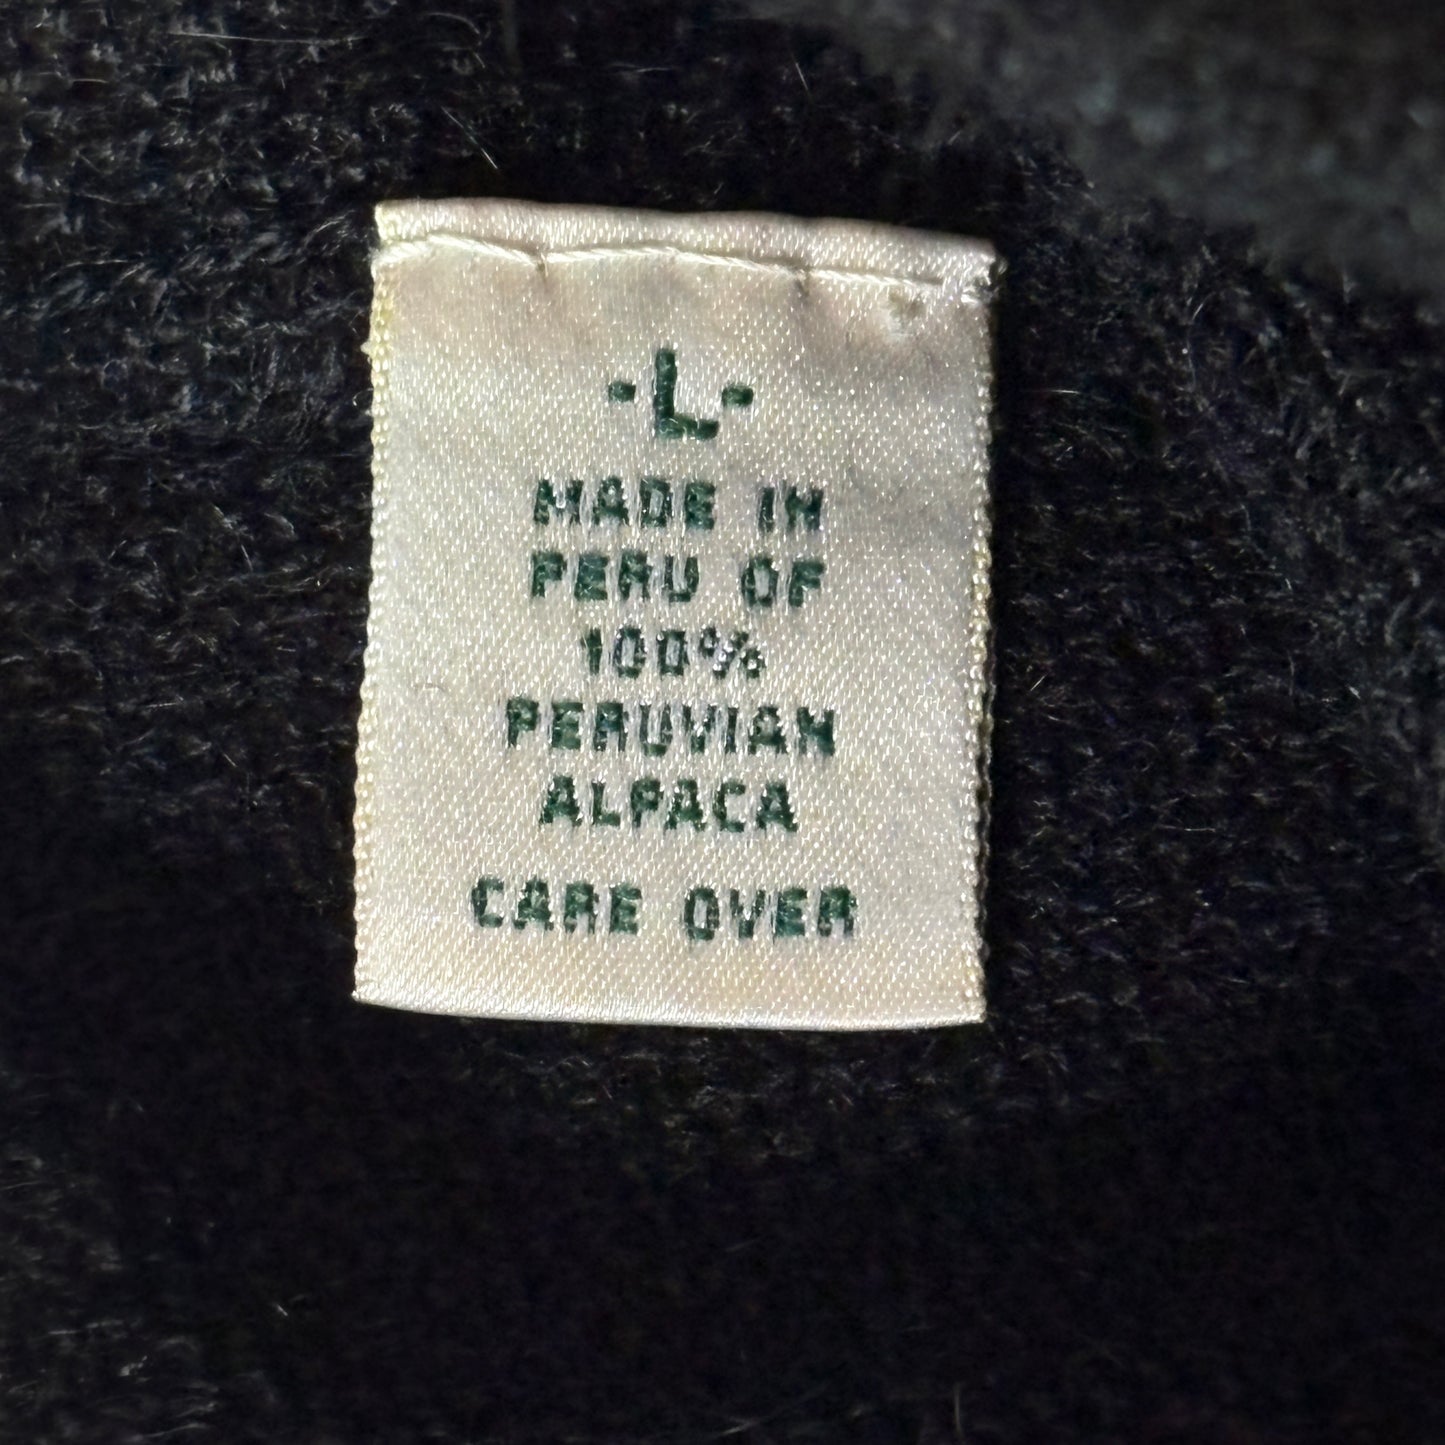 -L-
MADE IN
PERU OF
100%
PERUVIAN
ALPACA
CARE OVER